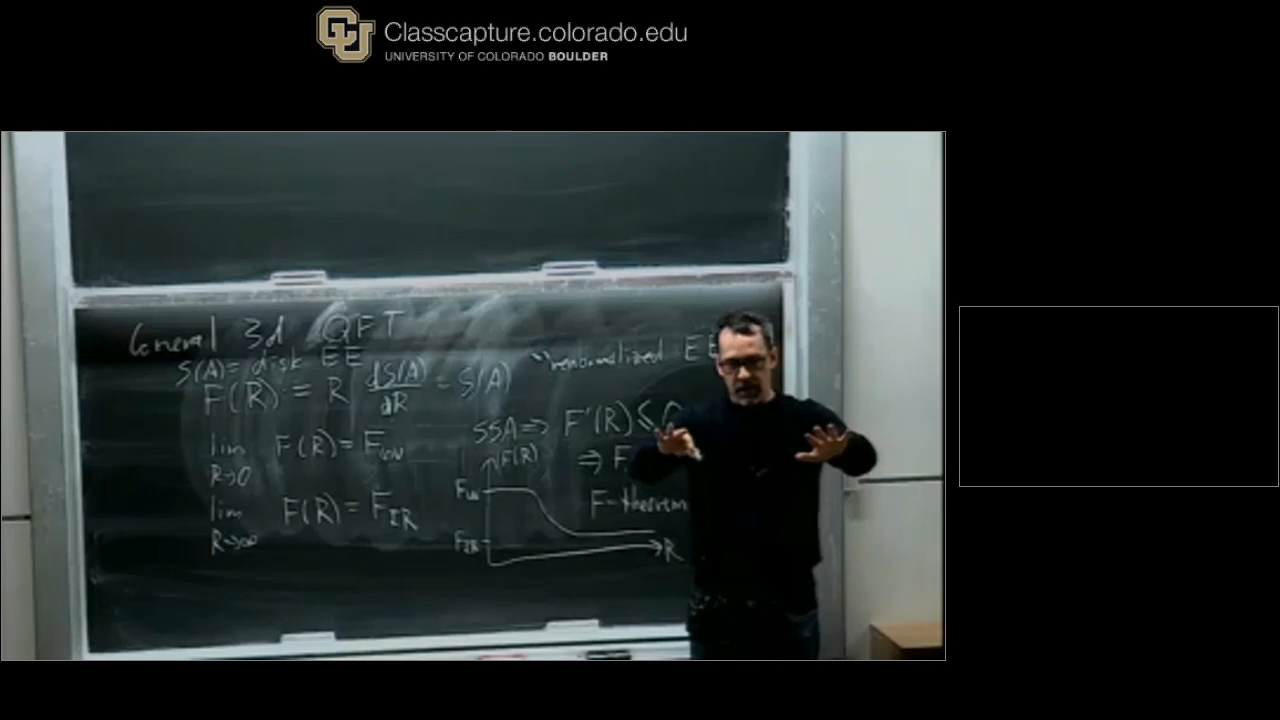 Classcapture.colorado.edu
UNIVERSITY OF COLORADO BOULDER
General 3d QFT
S(A) = disk EE
F(R) := R dS(A)/dR - S(A)
"renormalized EE
lim F(R) = F_UV
R→0
lim F(R) = F_IR
R→∞
SSA ⇒ F'(R) ≤ 0
⇒ F
F-theorem
F(R)
F_UV
F_IR
R